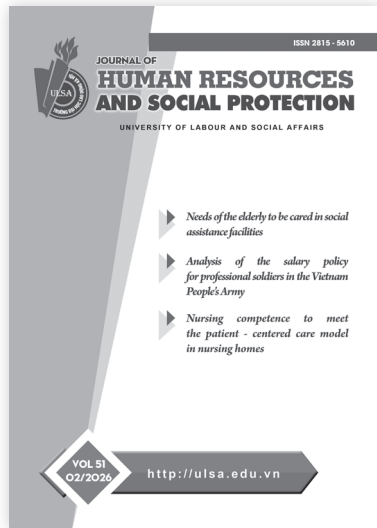 ISSN 2815 - 5610
JOURNAL OF
HUMAN RESOURCES
AND SOCIAL PROTECTION
UNIVERSITY OF LABOUR AND SOCIAL AFFAIRS
ULSA
Needs of the elderly to be cared in social
assistance facilities
Analysis of the salary policy
for professional soldiers in the Vietnam
People's Army
Nursing competence to meet
the patient - centered care model
in nursing homes
VOL 51
02/2026
http://ulsa.edu.vn